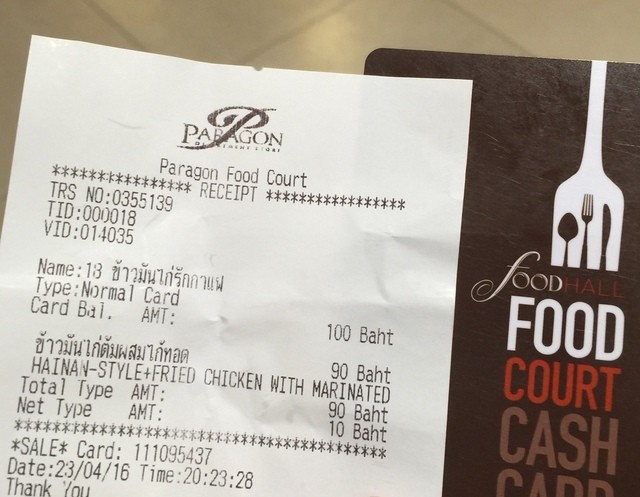 PARAGON
DEPARTMENT STORE
Paragon Food Court
**************** RECEIPT ****************
TRS NO:0355139
TID:000018
VID:014035
Name:18 ข้าวมันไก่รักกาแฟ
Type:Normal Card
Card Bal. AMT: 100 Baht
ข้าวมันไก่ต้มผสมไก่ทอด 90 Baht
HAINAN-STYLE+FRIED CHICKEN WITH MARINATED
Total Type AMT: 90 Baht
Net Type AMT: 10 Baht
*****************************************
*SALE* Card: 111095437
Date:23/04/16 Time:20:23:28
Thank You
FOODHALL
FOOD
COURT
CASH
CARD